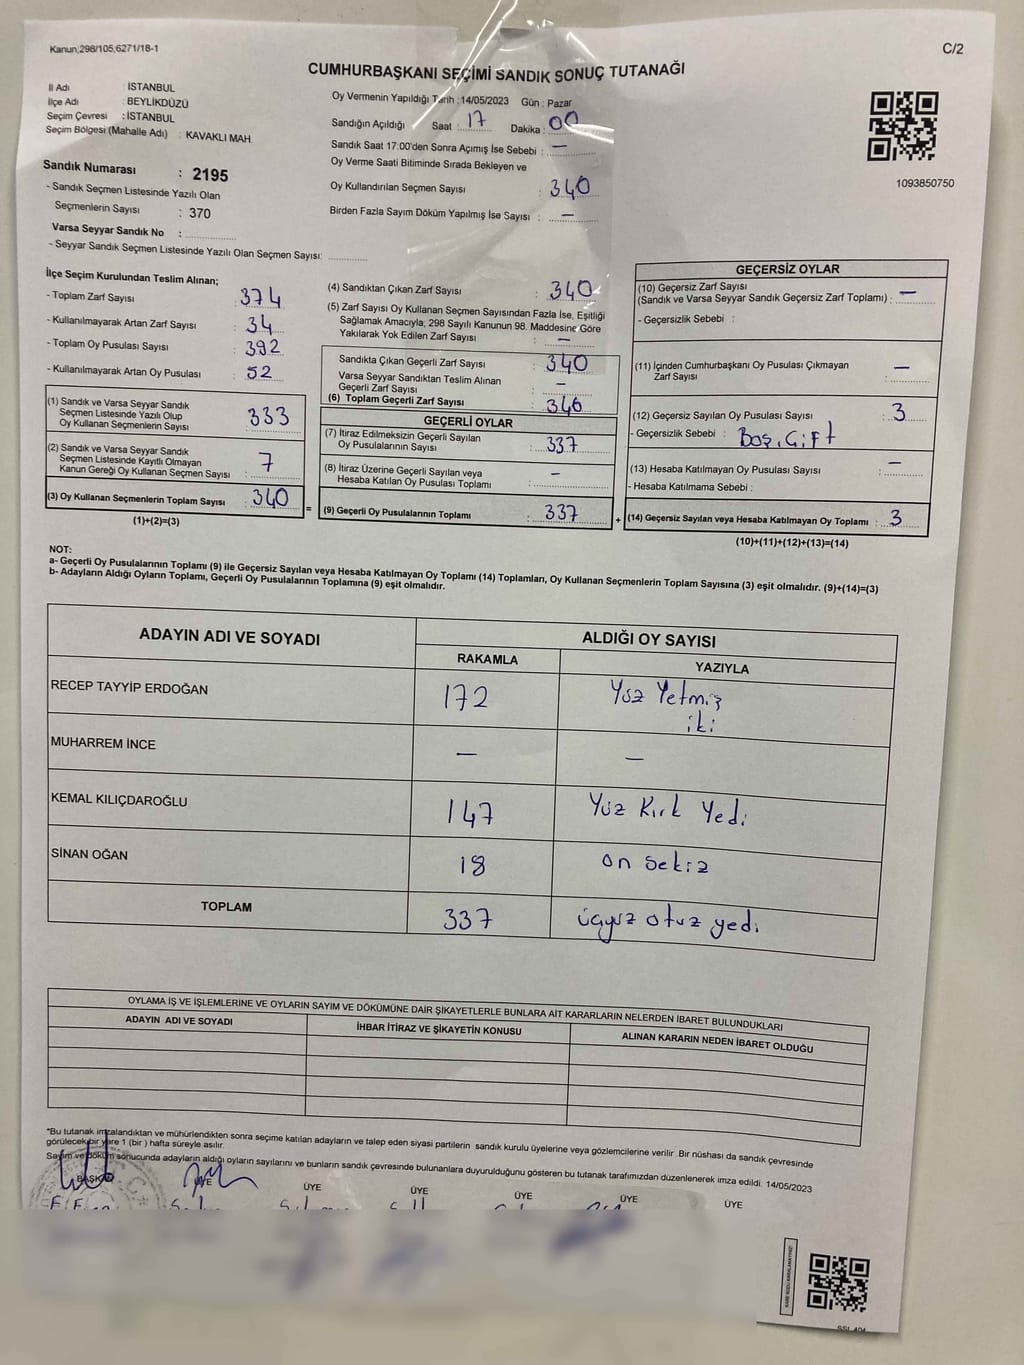 Kanun;298/105;6271/18-1
C/2
CUMHURBAŞKANI SEÇİMİ SANDIK SONUÇ TUTANAĞI
İl Adı : İSTANBUL
İlçe Adı : BEYLİKDÜZÜ
Seçim Çevresi : İSTANBUL
Seçim Bölgesi (Mahalle Adı) : KAVAKLI MAH.
Sandık Numarası : 2195
- Sandık Seçmen Listesinde Yazılı Olan
Seçmenlerin Sayısı : 370
Varsa Seyyar Sandık No :
- Seyyar Sandık Seçmen Listesinde Yazılı Olan Seçmen Sayısı:
Oy Vermenin Yapıldığı Tarih : 14/05/2023 Gün : Pazar
Sandığın Açıldığı Saat : 17 Dakika : 00
Sandık Saat 17:00'den Sonra Açımış İse Sebebi : —
Oy Verme Saati Bitiminde Sırada Bekleyen ve
Oy Kullandırılan Seçmen Sayısı : 340
Birden Fazla Sayım Döküm Yapılmış İse Sayısı : —
1093850750
İlçe Seçim Kurulundan Teslim Alınan;
- Toplam Zarf Sayısı : 374
- Kullanılmayarak Artan Zarf Sayısı : 34
- Toplam Oy Pusulası Sayısı : 392
- Kullanılmayarak Artan Oy Pusulası : 52
(1) Sandık ve Varsa Seyyar Sandık
Seçmen Listesinde Yazılı Olup
Oy Kullanan Seçmenlerin Sayısı : 333
(2) Sandık ve Varsa Seyyar Sandık
Seçmen Listesinde Kayıtlı Olmayan
Kanun Gereği Oy Kullanan Seçmen Sayısı : 7
(3) Oy Kullanan Seçmenlerin Toplam Sayısı : 340
(1)+(2)=(3)
(4) Sandıktan Çıkan Zarf Sayısı : 340
(5) Zarf Sayısı Oy Kullanan Seçmen Sayısından Fazla İse, Eşitliği
Sağlamak Amacıyla, 298 Sayılı Kanunun 98. Maddesine Göre
Yakılarak Yok Edilen Zarf Sayısı : —
Sandıkta Çıkan Geçerli Zarf Sayısı : 340
Varsa Seyyar Sandıktan Teslim Alınan
Geçerli Zarf Sayısı : —
(6) Toplam Geçerli Zarf Sayısı : 340
GEÇERLİ OYLAR
(7) İtiraz Edilmeksizin Geçerli Sayılan
Oy Pusulalarının Sayısı : 337
(8) İtiraz Üzerine Geçerli Sayılan veya
Hesaba Katılan Oy Pusulası Toplamı : —
= (9) Geçerli Oy Pusulalarının Toplamı : 337 +
GEÇERSİZ OYLAR
(10) Geçersiz Zarf Sayısı
(Sandık ve Varsa Seyyar Sandık Geçersiz Zarf Toplamı) : —
- Geçersizlik Sebebi :
(11) İçinden Cumhurbaşkanı Oy Pusulası Çıkmayan
Zarf Sayısı : —
(12) Geçersiz Sayılan Oy Pusulası Sayısı : 3
- Geçersizlik Sebebi : Boş, Çift
(13) Hesaba Katılmayan Oy Pusulası Sayısı : —
- Hesaba Katılmama Sebebi :
(14) Geçersiz Sayılan veya Hesaba Katılmayan Oy Toplamı : 3
(10)+(11)+(12)+(13)=(14)
NOT:
a- Geçerli Oy Pusulalarının Toplamı (9) ile Geçersiz Sayılan veya Hesaba Katılmayan Oy Toplamı (14) Toplamları, Oy Kullanan Seçmenlerin Toplam Sayısına (3) eşit olmalıdır. (9)+(14)=(3)
b- Adayların Aldığı Oyların Toplamı, Geçerli Oy Pusulalarının Toplamına (9) eşit olmalıdır.
ADAYIN ADI VE SOYADI ALDIĞI OY SAYISI
RAKAMLA YAZIYLA
RECEP TAYYİP ERDOĞAN 172 Yüz Yetmiş
iki
MUHARREM İNCE — —
KEMAL KILIÇDAROĞLU 147 Yüz Kırk Yedi
SİNAN OĞAN 18 on Sekiz
TOPLAM 337 üçyüz otuz yedi
OYLAMA İŞ VE İŞLEMLERİNE VE OYLARIN SAYIM VE DÖKÜMÜNE DAİR ŞİKAYETLERLE BUNLARA AİT KARARLARIN NELERDEN İBARET BULUNDUKLARI
ADAYIN ADI VE SOYADI İHBAR İTİRAZ VE ŞİKAYETİN KONUSU ALINAN KARARIN NEDEN İBARET OLDUĞU
*Bu tutanak imzalandıktan ve mühürlendikten sonra seçime katılan adayların ve talep eden siyasi partilerin sandık kurulu üyelerine veya gözlemcilerine verilir. Bir nüshası da sandık çevresinde
görülecek bir yere 1 (bir ) hafta süreyle asılır.
Sayım ve döküm sonucunda adayların aldığı oyların sayılarını ve bunların sandık çevresinde bulunanlara duyurulduğunu gösteren bu tutanak tarafımızdan düzenlenerek imza edildi. 14/05/2023
BAŞKAN ÜYE ÜYE ÜYE ÜYE ÜYE ÜYE